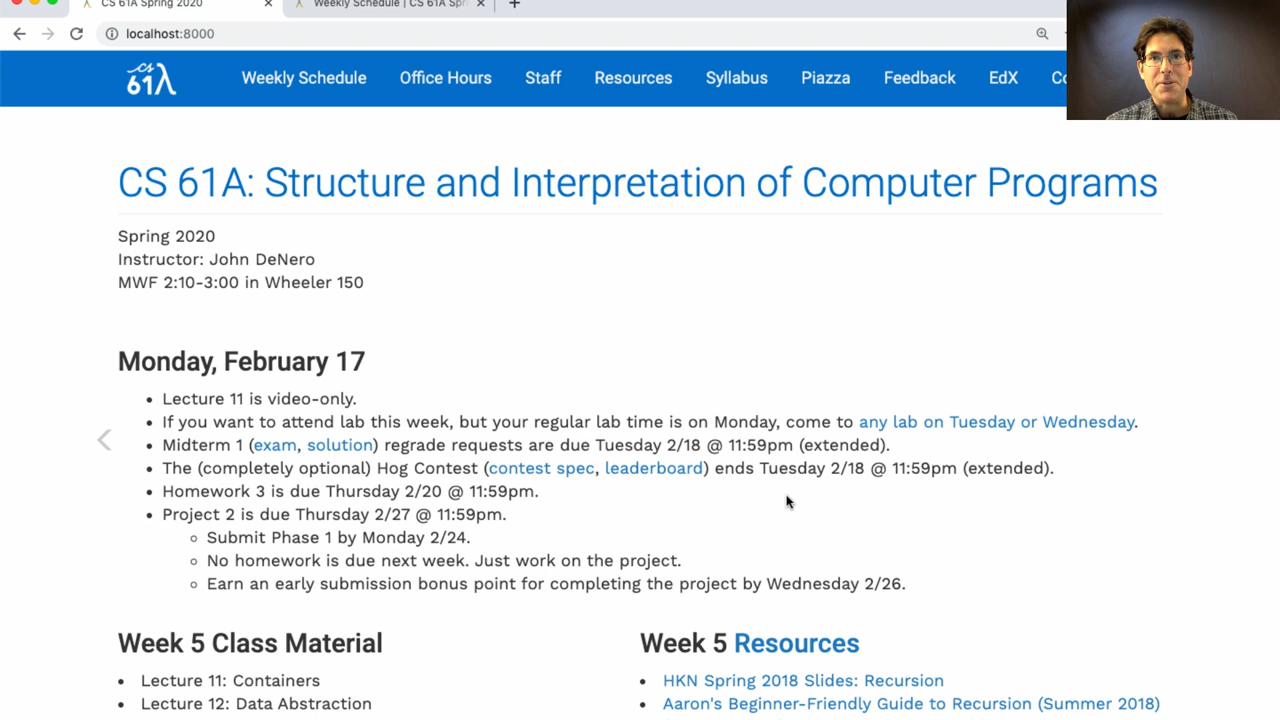 CS 61A Spring 2020
Weekly Schedule | CS 61A Spri
localhost:8000
CS 61A
Weekly Schedule Office Hours Staff Resources Syllabus Piazza Feedback EdX Co
CS 61A: Structure and Interpretation of Computer Programs
Spring 2020
Instructor: John DeNero
MWF 2:10-3:00 in Wheeler 150
Monday, February 17
Lecture 11 is video-only.
If you want to attend lab this week, but your regular lab time is on Monday, come to any lab on Tuesday or Wednesday.
Midterm 1 (exam, solution) regrade requests are due Tuesday 2/18 @ 11:59pm (extended).
The (completely optional) Hog Contest (contest spec, leaderboard) ends Tuesday 2/18 @ 11:59pm (extended).
Homework 3 is due Thursday 2/20 @ 11:59pm.
Project 2 is due Thursday 2/27 @ 11:59pm.
Submit Phase 1 by Monday 2/24.
No homework is due next week. Just work on the project.
Earn an early submission bonus point for completing the project by Wednesday 2/26.
Week 5 Class Material
Lecture 11: Containers
Lecture 12: Data Abstraction
Week 5 Resources
HKN Spring 2018 Slides: Recursion
Aaron's Beginner-Friendly Guide to Recursion (Summer 2018)